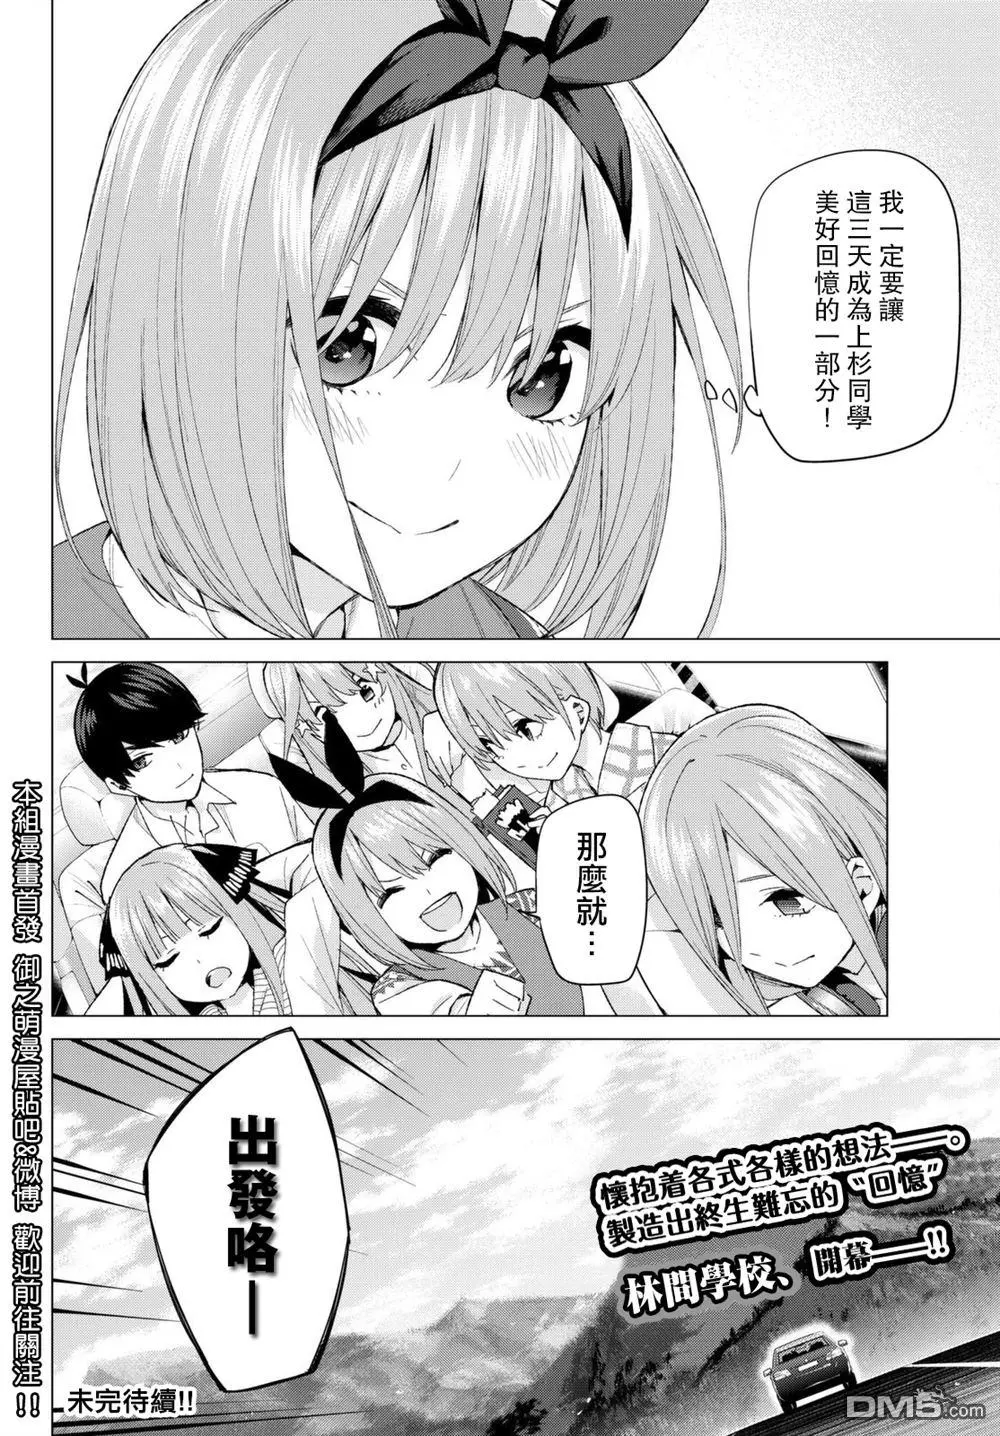 我一定要讓
這三天成為上杉同學
美好回憶的一部分！
那麼就…
出發咯—
懷抱着各式各樣的想法——。
製造出終生難忘的“回憶”
林間學校、開幕——!!
未完待續!!
本組漫畫首發 御之萌漫屋貼吧&微博 歡迎前往關注!!
DM5.com